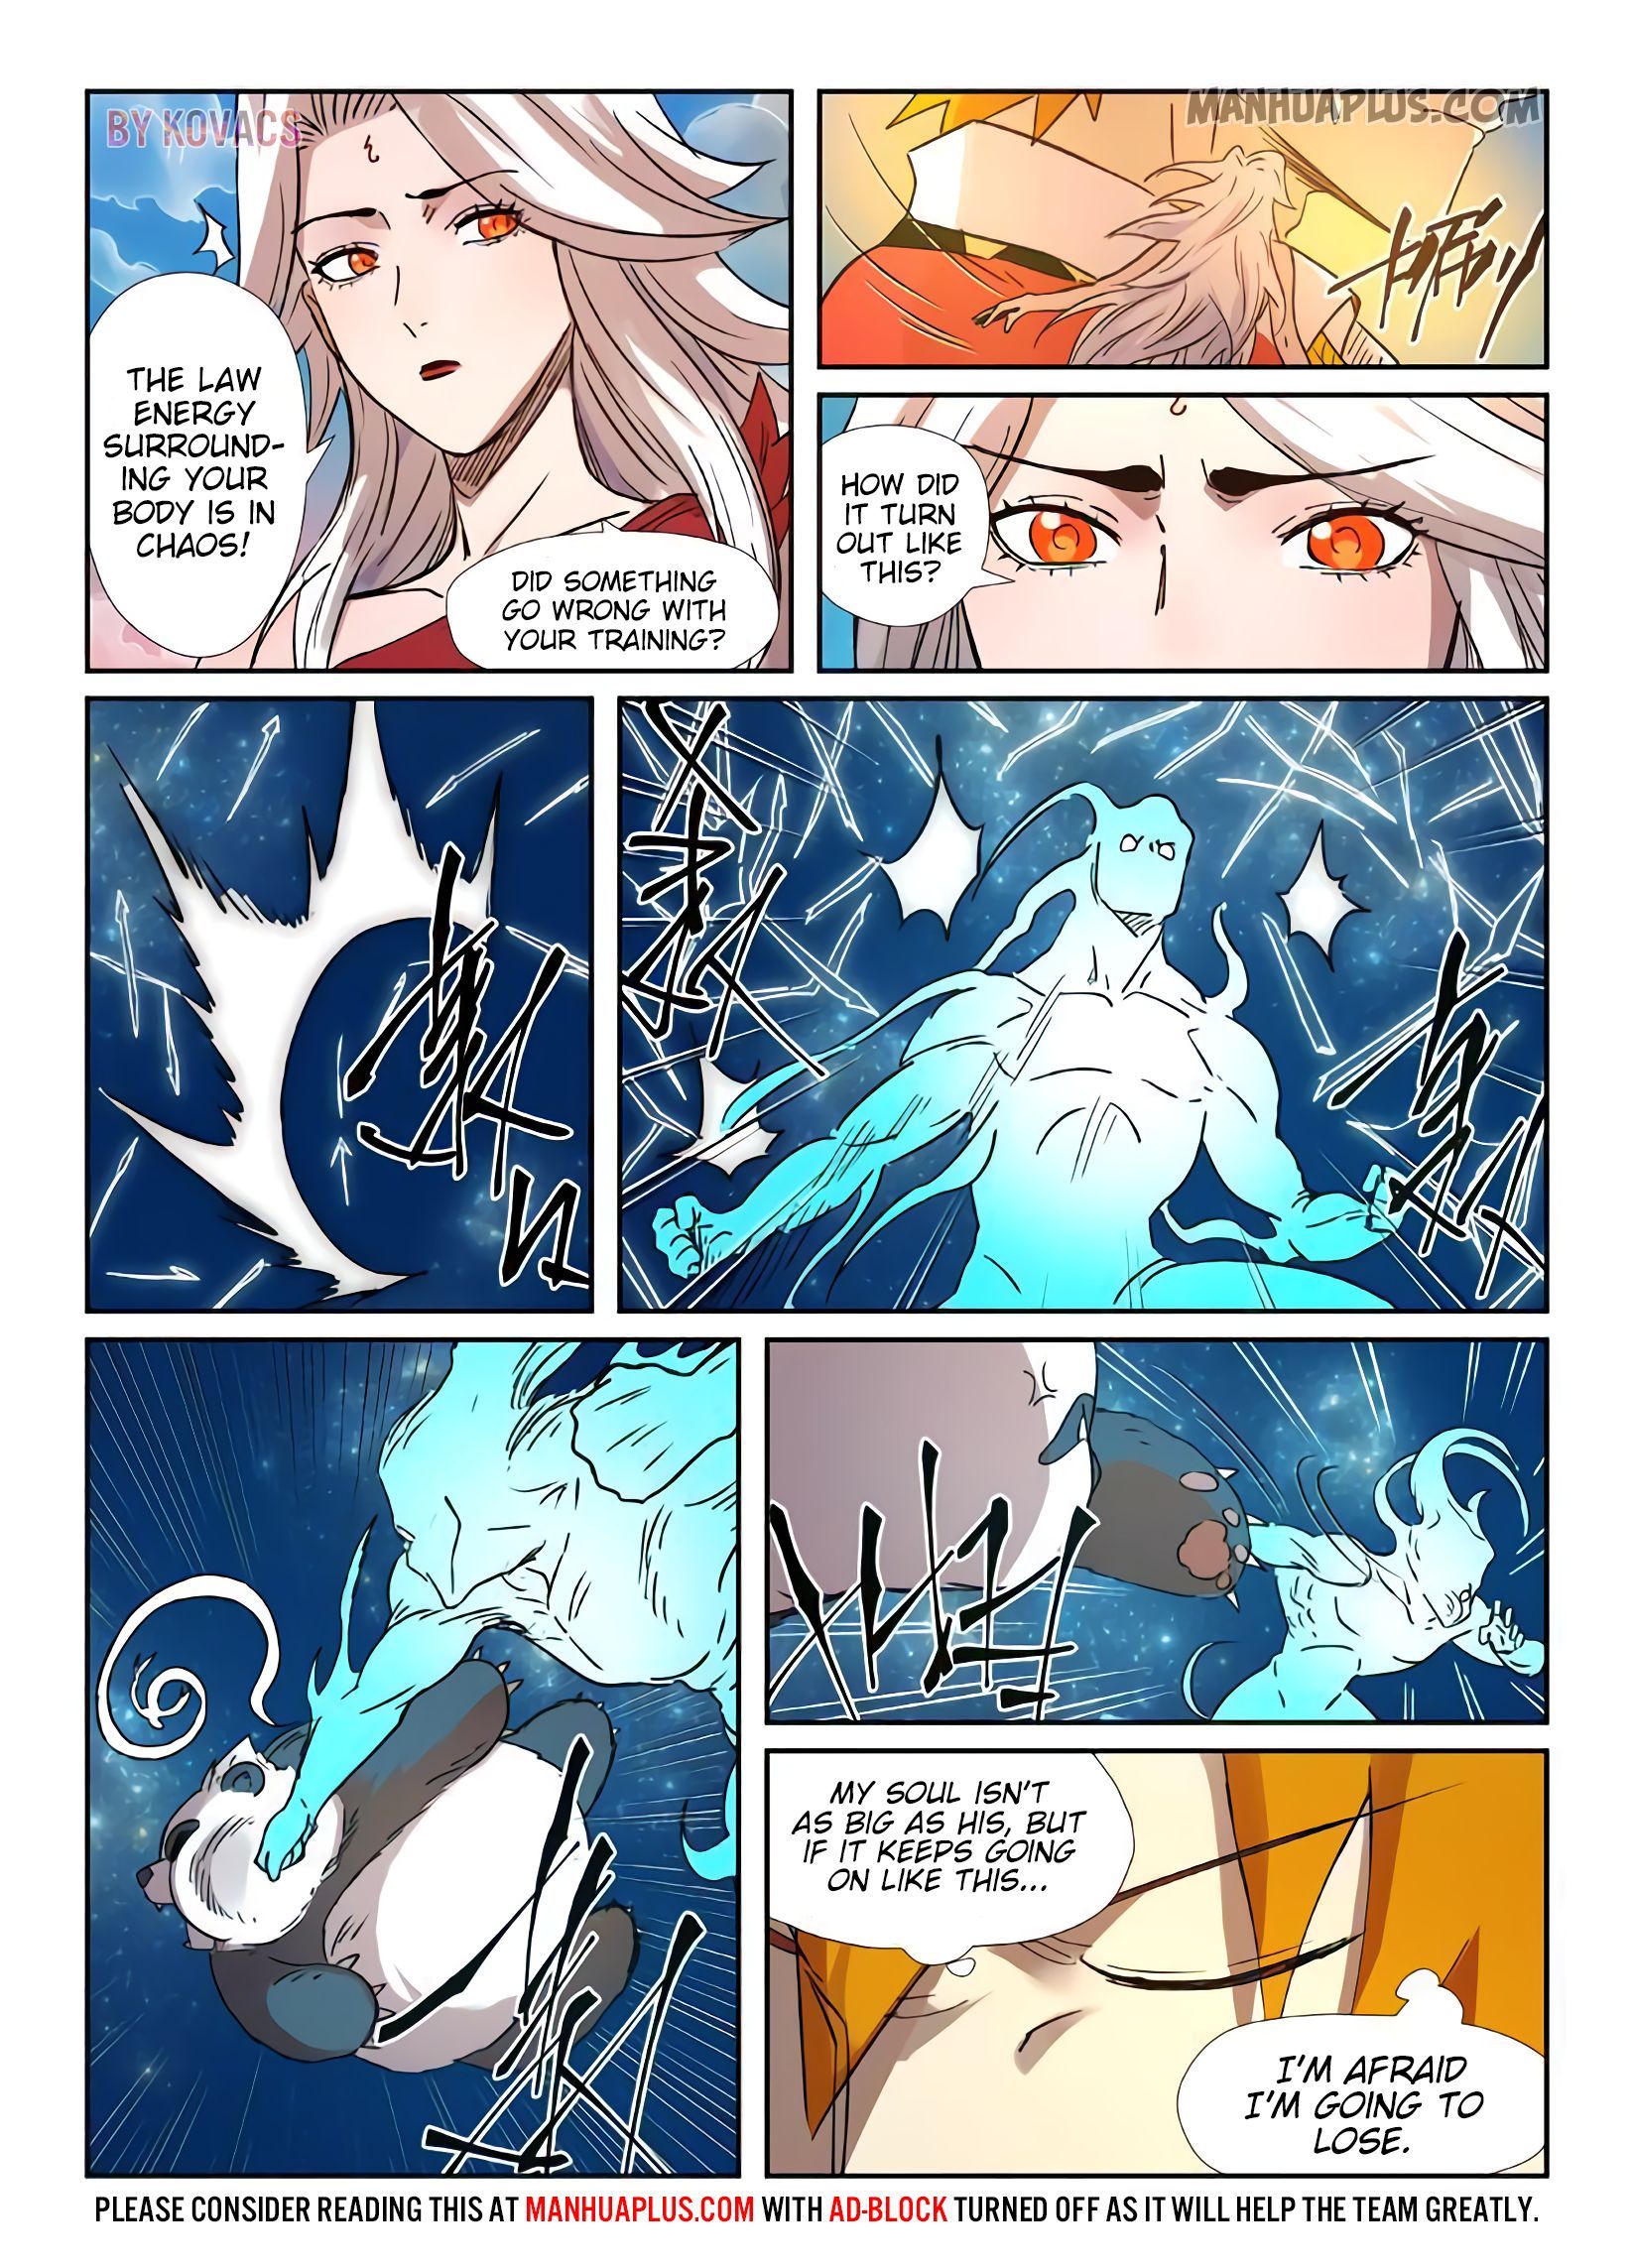 BY KOVACS
THE LAW
ENERGY
SURROUND-
ING YOUR
BODY IS IN
CHAOS!
DID SOMETHING
GO WRONG WITH
YOUR TRAINING?
MANHUAPLUS.COM
HOW DID
IT TURN
OUT LIKE
THIS?
MY SOUL ISN'T
AS BIG AS HIS, BUT
IF IT KEEPS GOING
ON LIKE THIS...
I'M AFRAID
I'M GOING TO
LOSE.
PLEASE CONSIDER READING THIS AT MANHUAPLUS.COM WITH AD-BLOCK TURNED OFF AS IT WILL HELP THE TEAM GREATLY.